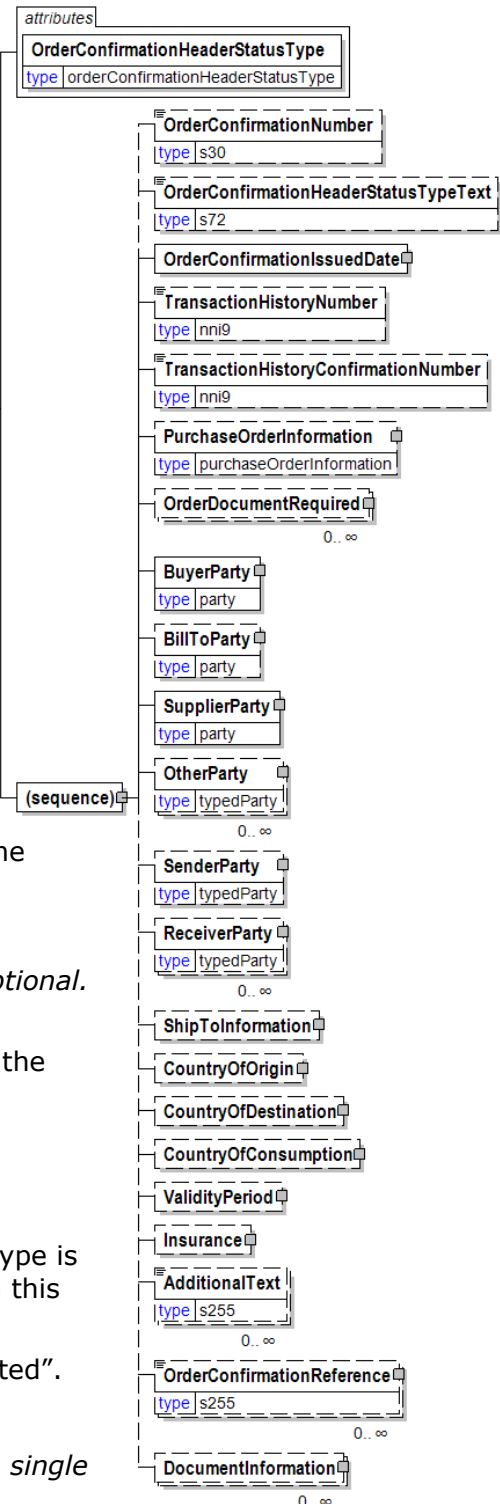 attributes
OrderConfirmationHeaderStatusType
type orderConfirmationHeaderStatusType
OrderConfirmationNumber
type s30
OrderConfirmationHeaderStatusTypeText
type s72
OrderConfirmationIssuedDate
TransactionHistoryNumber
type nni9
TransactionHistoryConfirmationNumber
type nni9
PurchaseOrderInformation
type purchaseOrderInformation
OrderDocumentRequired
0.. ∞
BuyerParty
type party
BillToParty
type party
SupplierParty
type party
OtherParty
type typedParty
0.. ∞
(sequence)
SenderParty
type typedParty
ReceiverParty
type typedParty
0.. ∞
ptional.
ShipToInformation
the
CountryOfOrigin
CountryOfDestination
CountryOfConsumption
ValidityPeriod
Insurance
ype is
this
AdditionalText
type s255
0.. ∞
ted”.
OrderConfirmationReference
type s255
0.. ∞
single
DocumentInformation
0.. ∞